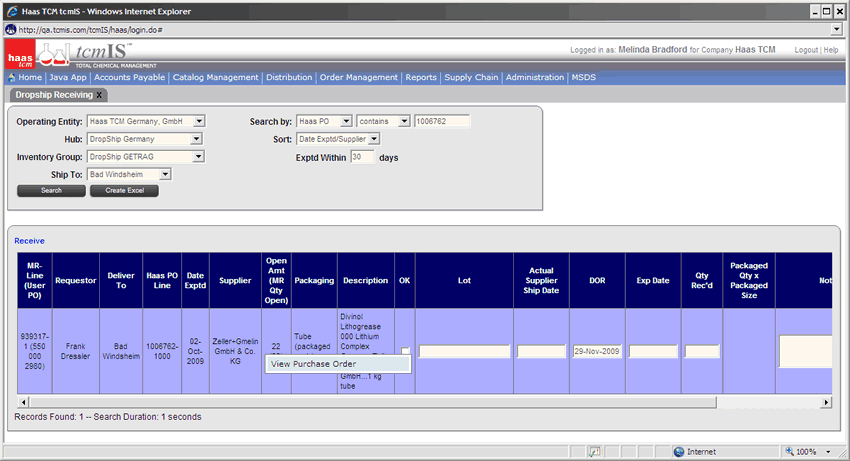 Haas TCM tcmIS - Windows Internet Explorer
http://qa.tcmis.com/tcmIS/haas/login.do#
haas tcm
tcmIS™
TOTAL CHEMICAL MANAGEMENT
Logged in as: Melinda Bradford for Company Haas TCM Logout | Help
Home | Java App | Accounts Payable | Catalog Management | Distribution | Order Management | Reports | Supply Chain | Administration | MSDS
Dropship Receiving X
Operating Entity: Haas TCM Germany, GmbH Search by: Haas PO contains 1006762
Hub: DropShip Germany Sort: Date Exptd/Supplier
Inventory Group: DropShip GETRAG Exptd Within 30 days
Ship To: Bad Windsheim
Search Create Excel
Receive
MR-Line (User PO) Requestor Deliver To Haas PO Line Date Exptd Supplier Open Amt (MR Qty Open) Packaging Description OK Lot Actual Supplier Ship Date DOR Exp Date Qty Rec'd Packaged Qty x Packaged Size Not
939317-1 (550 000 2980) Frank Dressler Bad Windsheim 1006762-1000 02-Oct-2009 Zeller+Gmelin GmbH & Co. KG 22 Tube (packaged Divinol Lithogrease 000 Lithium Complex GmbH...1 kg tube 29-Nov-2009
View Purchase Order
Records Found: 1 -- Search Duration: 1 seconds
Internet 100%